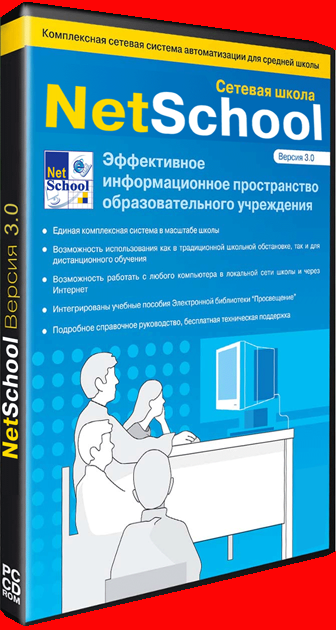 Комплексная сетевая система автоматизации для средней школы
Сетевая школа
NetSchool
Версия 3.0
Net
School
Эффективное
информационное пространство
образовательного учреждения
Единая комплексная система в масштабе школы
Возможность использования как в традиционной школьной обстановке, так и для
дистанционного обучения
Возможность работать с любого компьютера в локальной сети школы и через
Интернет
Интегрированы учебные пособия Электронной библиотеки "Просвещение"
Подробное справочное руководство, бесплатная техническая поддержка
NetSchool Версия 3.0
PC
CD
ROM